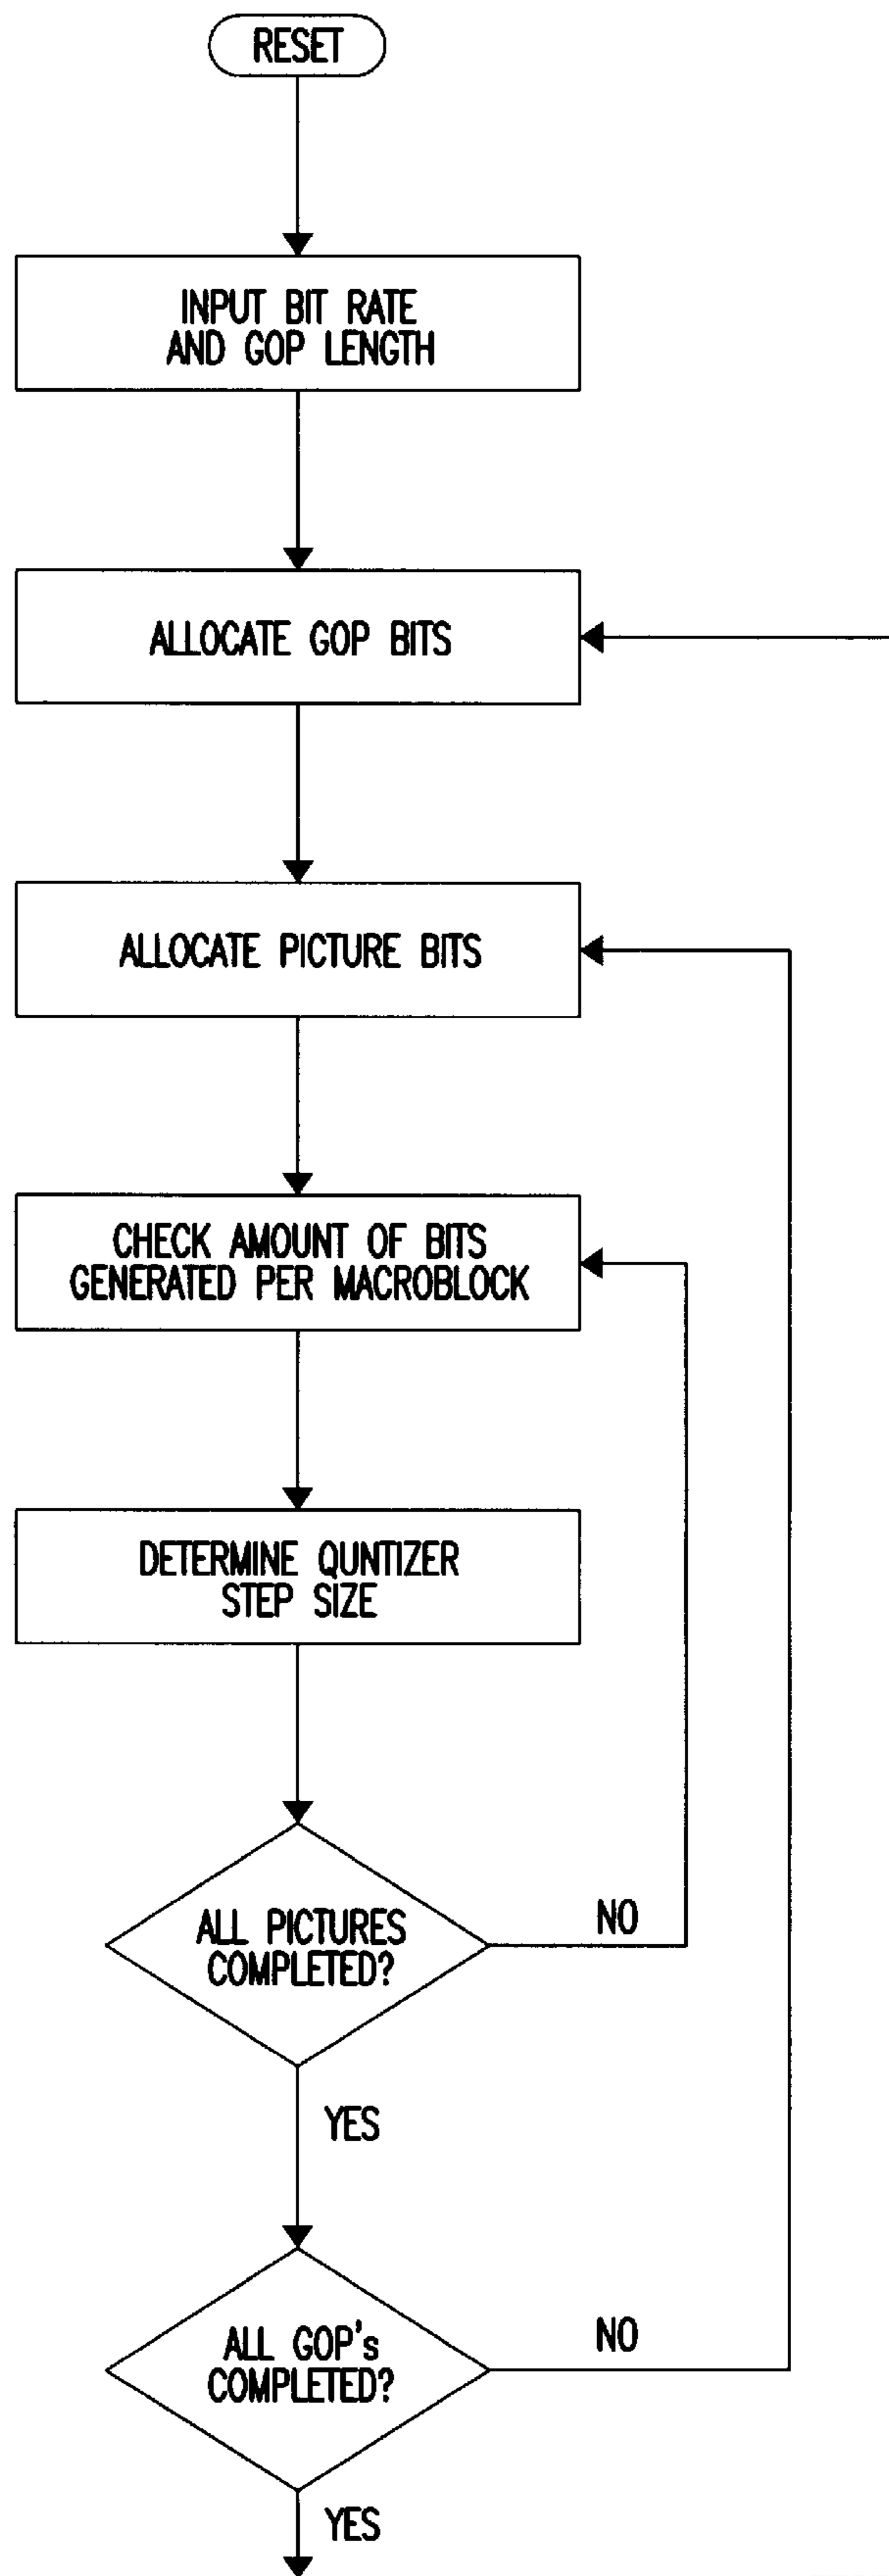 RESET
INPUT BIT RATE
AND GOP LENGTH
ALLOCATE GOP BITS
ALLOCATE PICTURE BITS
CHECK AMOUNT OF BITS
GENERATED PER MACROBLOCK
DETERMINE QUNTIZER
STEP SIZE
ALL PICTURES
COMPLETED?
NO
YES
ALL GOP's
COMPLETED?
NO
YES